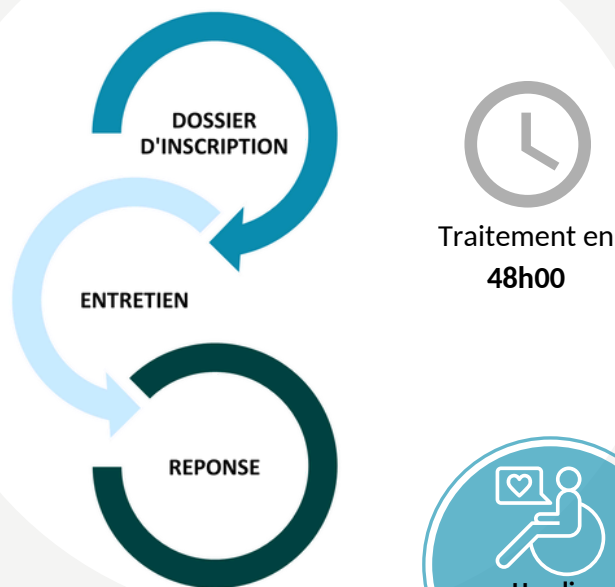 DOSSIER
D'INSCRIPTION
Traitement en
48h00
ENTRETIEN
REPONSE